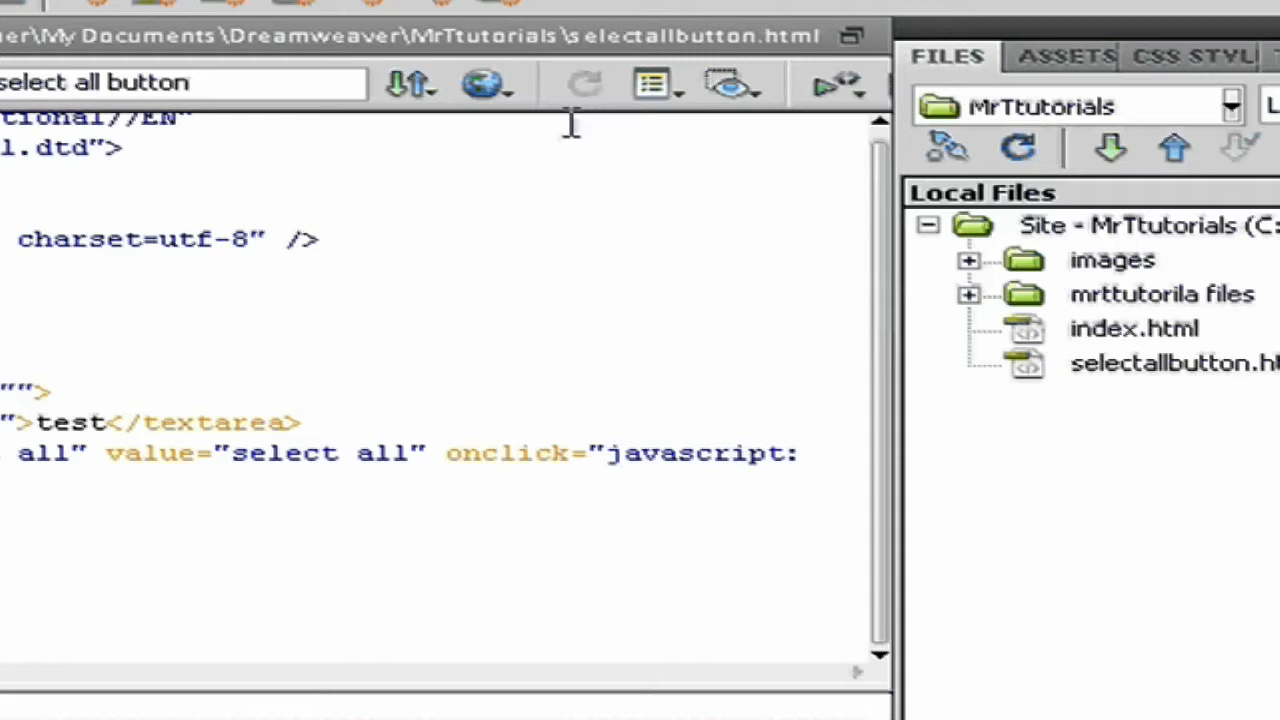 er\My Documents\Dreamweaver\MrTtutorials\selectallbutton.html
select all button
tional//EN"
l.dtd">
charset=utf-8" />
"">
">test</textarea>
all" value="select all" onclick="javascript:
FILES ASSETS CSS STYL
MrTtutorials L
Local Files
Site - MrTtutorials (C:
images
mrttutorila files
index.html
selectallbutton.ht